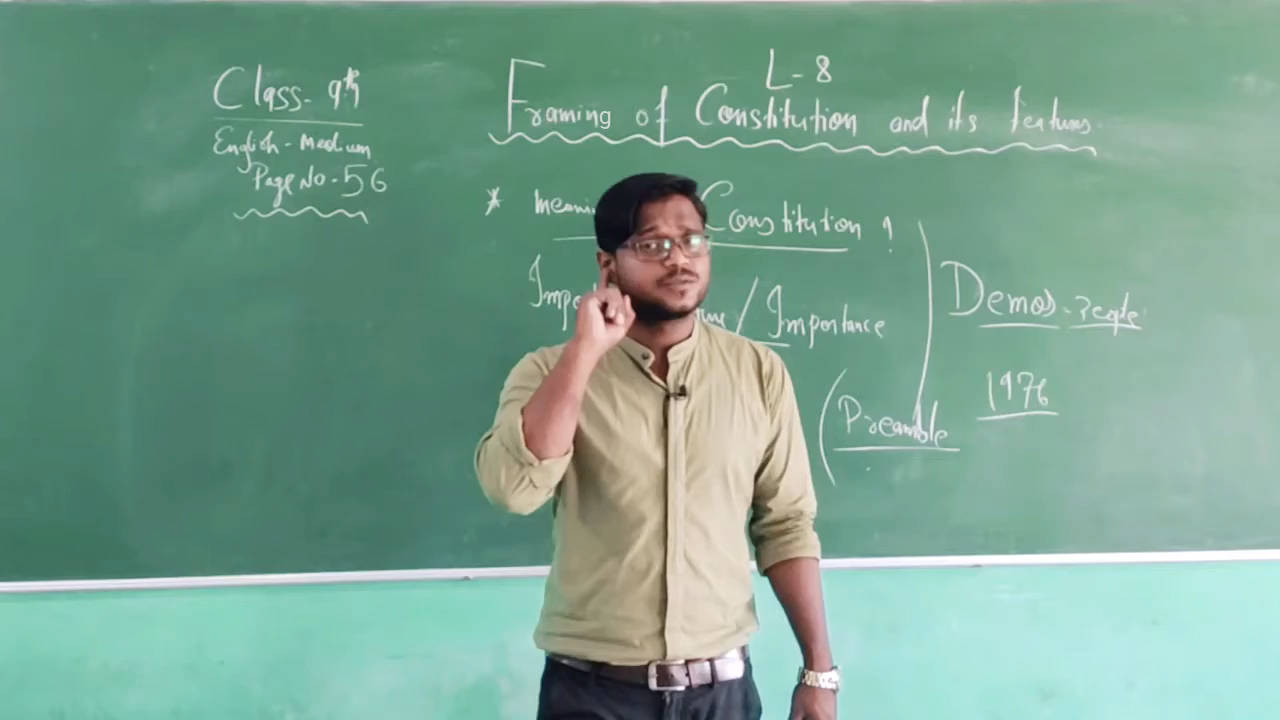 Class- 9th
English - Medium
Page No - 56
L - 8
Framing of Constitution and its features
* Constitution ?
/ Importance
(Preamble
Demos - People
1976